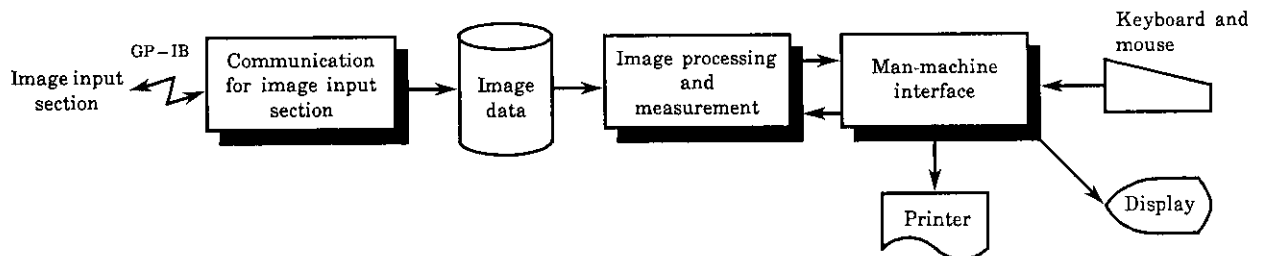 GP-IB
Image input
section
Communication
for image input
section
Image
data
Image processing
and
measurement
Man-machine
interface
Keyboard and
mouse
Printer
Display